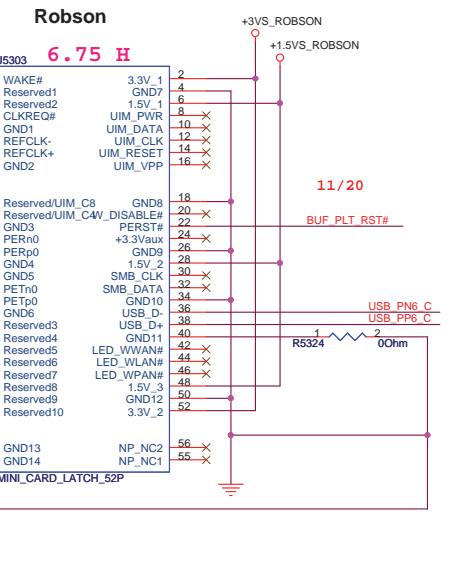 Robson
+3VS_ROBSON
+1.5VS_ROBSON
6.75 H
J5303
WAKE# 3.3V_1 2
Reserved1 GND7 4
Reserved2 1.5V_1 6
CLKREQ# UIM_PWR 8
GND1 UIM_DATA 10
REFCLK- UIM_CLK 12
REFCLK+ UIM_RESET 14
GND2 UIM_VPP 16
11/20
Reserved/UIM_C8 GND8 18
Reserved/UIM_C4 W_DISABLE# 20
GND3 PERST# 22 BUF_PLT_RST#
PERn0 +3.3Vaux 24
PERp0 GND9 26
GND4 1.5V_2 28
GND5 SMB_CLK 30
PETn0 SMB_DATA 32
PETp0 GND10 34
GND6 USB_D- 36 USB_PN6_C
Reserved3 USB_D+ 38 USB_PP6_C
Reserved4 GND11 40 1 2
R5324 0Ohm
Reserved5 LED_WWAN# 42
Reserved6 LED_WLAN# 44
Reserved7 LED_WPAN# 46
Reserved8 1.5V_3 48
Reserved9 GND12 50
Reserved10 3.3V_2 52
GND13 NP_NC2 56
GND14 NP_NC1 55
MINI_CARD_LATCH_52P